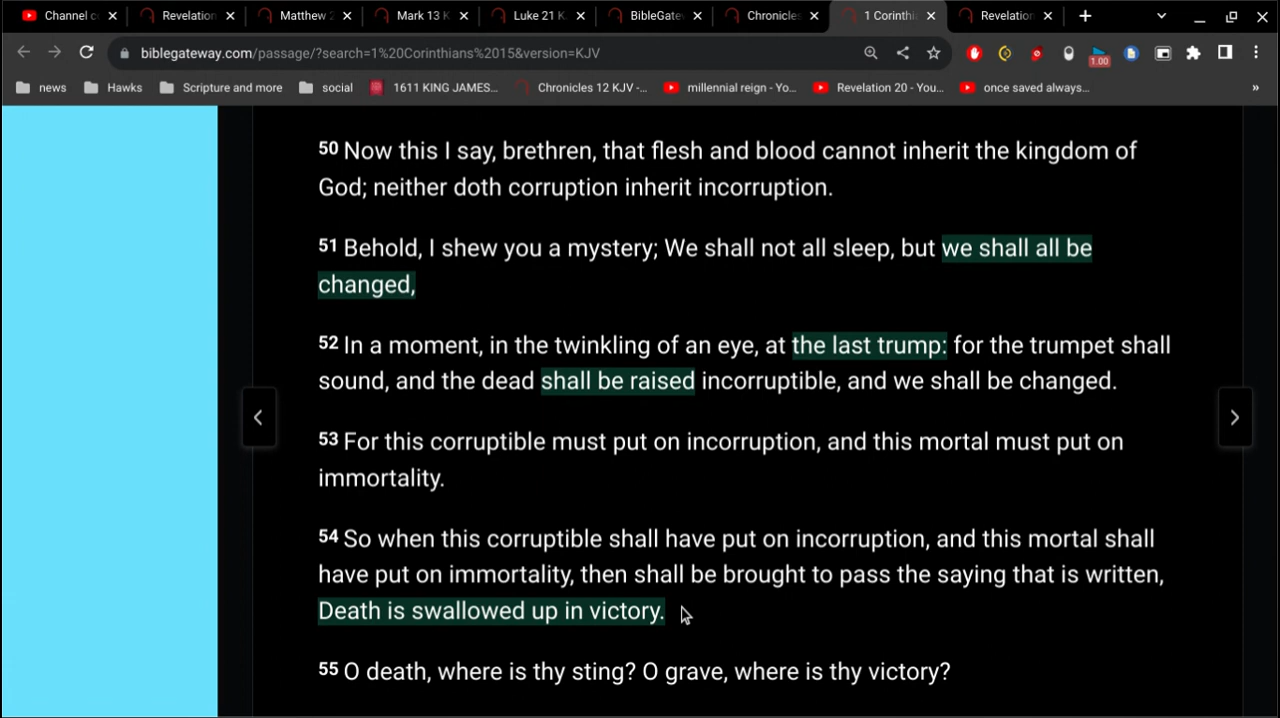 Channel c
Revelation
Matthew 2
Mark 13 K
Luke 21 K
BibleGate
Chronicles
1 Corinthi
Revelation
biblegateway.com/passage/?search=1%20Corinthians%2015&version=KJV
1.00
news
Hawks
Scripture and more
social
1611 KING JAMES...
Chronicles 12 KJV -...
millennial reign - Yo...
Revelation 20 - You...
once saved always...
»
50 Now this I say, brethren, that flesh and blood cannot inherit the kingdom of
God; neither doth corruption inherit incorruption.
51 Behold, I shew you a mystery; We shall not all sleep, but we shall all be
changed,
52 In a moment, in the twinkling of an eye, at the last trump: for the trumpet shall
sound, and the dead shall be raised incorruptible, and we shall be changed.
53 For this corruptible must put on incorruption, and this mortal must put on
immortality.
54 So when this corruptible shall have put on incorruption, and this mortal shall
have put on immortality, then shall be brought to pass the saying that is written,
Death is swallowed up in victory.
55 O death, where is thy sting? O grave, where is thy victory?